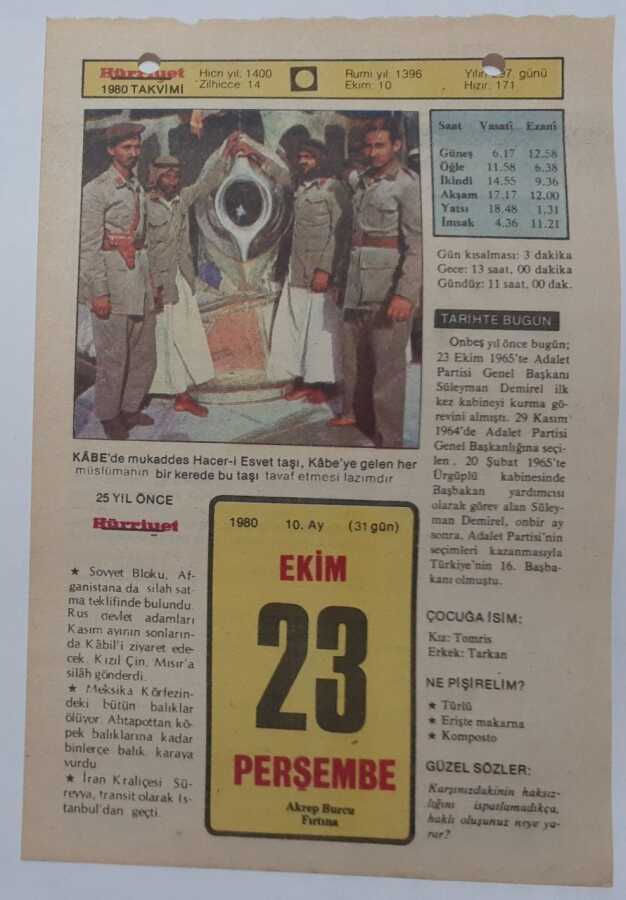 Hürriyet
1980 TAKVİMİ
Hicri yıl: 1400
Zilhicce: 14
Rumi yıl: 1396
Ekim: 10
97. günü
Hızır: 171
Saat Vasatî Ezanî
Güneş 6.17 12.58
Öğle 11.58 6.38
İkindi 14.55 9.36
Akşam 17.17 12.00
Yatsı 18.48 1.31
İmsak 4.36 11.21
Gün kısalması: 3 dakika
Gece: 13 saat, 00 dakika
Gündüz: 11 saat, 00 dak.
KÂBE'de mukaddes Hacer-i Esvet taşı, Kâbe'ye gelen her
müslümanın bir kerede bu taşı tavaf etmesi lazımdır
TARİHTE BUGÜN
Onbeş yıl önce bugün;
23 Ekim 1965'te Adalet
Partisi Genel Başkanı
Süleyman Demirel ilk
kez kabineyi kurma gö-
revini almıştı. 29 Kasım
1964'de Adalet Partisi
Genel Başkanlığına seçi-
len, 20 Şubat 1965'te
Ürgüplü kabinesinde
Başbakan yardımcısı
olarak görev alan Süley-
man Demirel, onbir ay
sonra, Adalet Partisi'nin
seçimleri kazanmasıyla
Türkiye'nin 16. Başba-
kanı olmuştu.
25 YIL ÖNCE
Hürriyet
★ Sovyet Bloku, Af-
ganistana da silah sat-
ma teklifinde bulundu.
Rus devlet adamları
Kasım ayının sonların-
da Kâbil'i ziyaret ede-
cek. Kızıl Çin, Mısır'a
silâh gönderdi.
★ Meksika Körfezin-
deki bütün balıklar
ölüyor. Ahtapottan kö-
pek balıklarına kadar
binlerce balık karaya
vurdu.
★ İran Kraliçesi Sü-
reyya, transit olarak İs-
tanbul'dan geçti.
1980 10. Ay (31 gün)
EKİM
23
PERŞEMBE
Akrep Burcu
Fırtına
ÇOCUĞA İSİM:
Kız: Tomris
Erkek: Tarkan
NE PİŞİRELİM?
★ Türlü
★ Erişte makarna
★ Komposto
GÜZEL SÖZLER:
Karşınızdakinin haksız-
lığını ispatlamadıkça,
haklı oluşunuz neye ya-
rar?